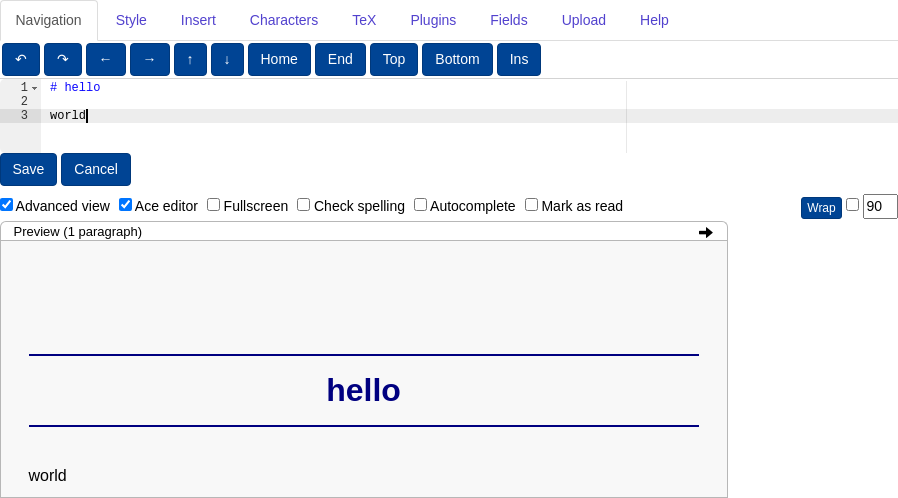 Navigation Style Insert Characters TeX Plugins Fields Upload Help
↶ ↷ ← → ↑ ↓ Home End Top Bottom Ins
1 # hello
2
3 world
Save Cancel
Advanced view Ace editor Fullscreen Check spelling Autocomplete Mark as read Wrap 90
Preview (1 paragraph)
hello
world